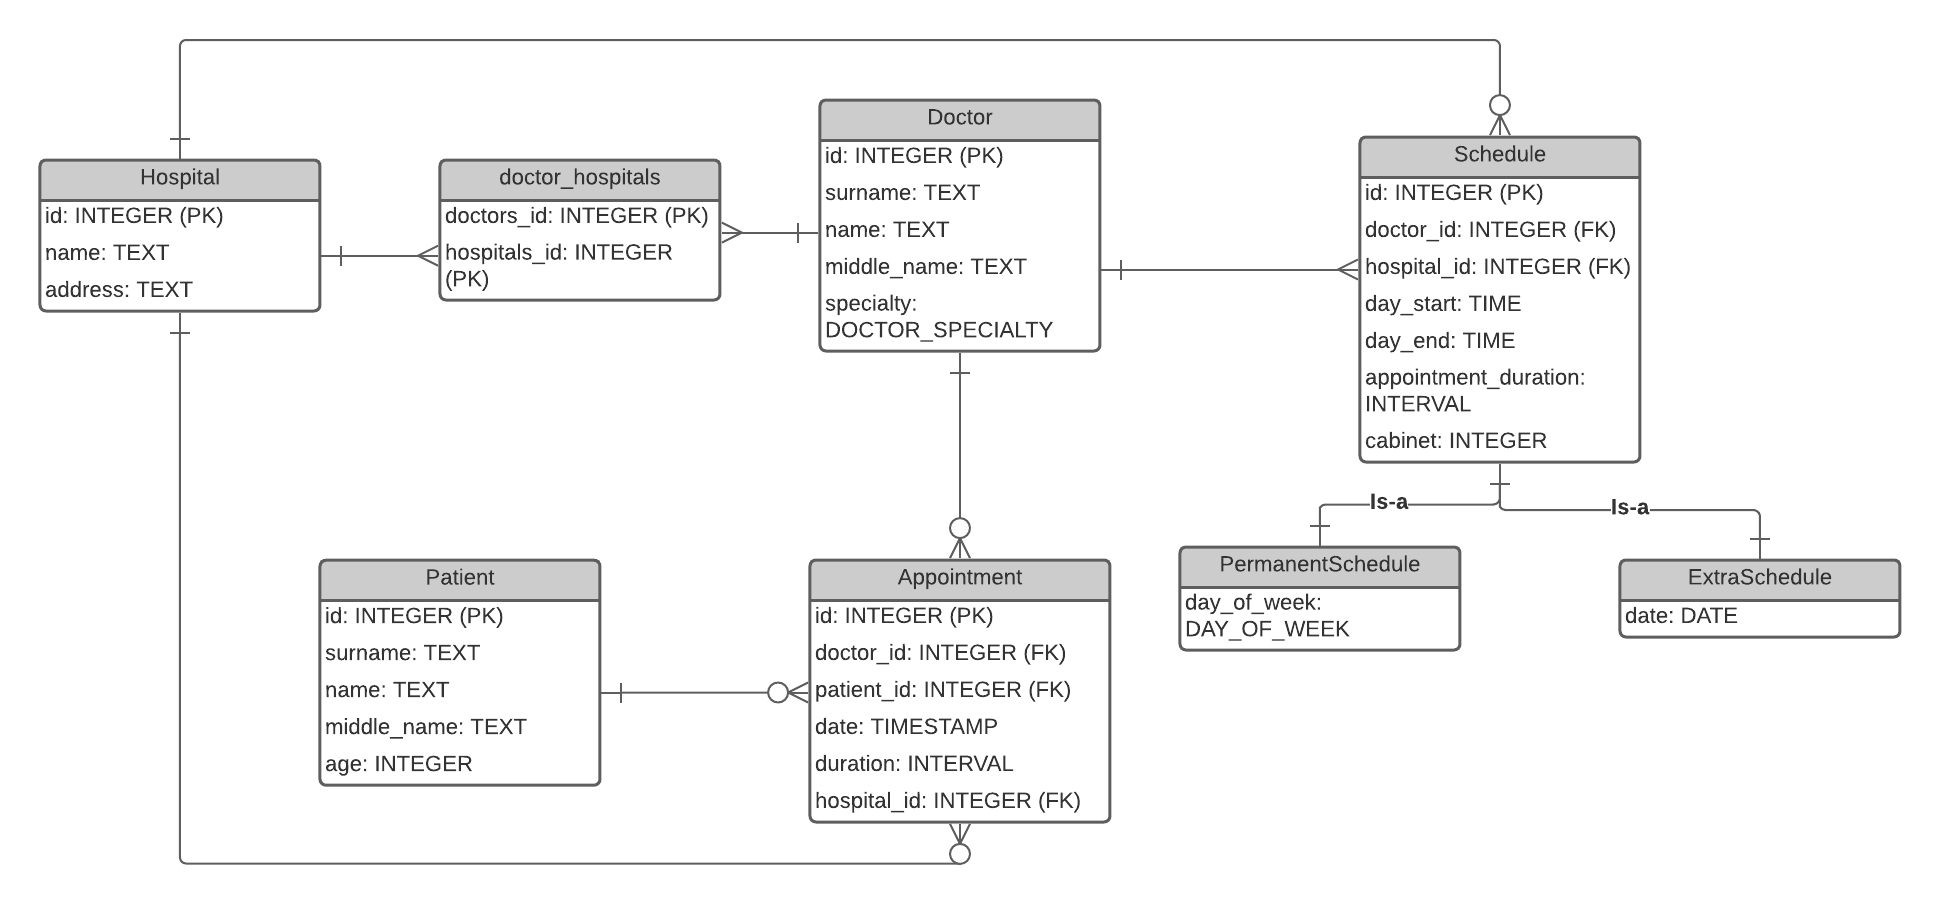 Hospital
id: INTEGER (PK)
name: TEXT
address: TEXT
doctor_hospitals
doctors_id: INTEGER (PK)
hospitals_id: INTEGER
(PK)
Doctor
id: INTEGER (PK)
surname: TEXT
name: TEXT
middle_name: TEXT
specialty:
DOCTOR_SPECIALTY
Schedule
id: INTEGER (PK)
doctor_id: INTEGER (FK)
hospital_id: INTEGER (FK)
day_start: TIME
day_end: TIME
appointment_duration:
INTERVAL
cabinet: INTEGER
Is-a
Is-a
Patient
id: INTEGER (PK)
surname: TEXT
name: TEXT
middle_name: TEXT
age: INTEGER
Appointment
id: INTEGER (PK)
doctor_id: INTEGER (FK)
patient_id: INTEGER (FK)
date: TIMESTAMP
duration: INTERVAL
hospital_id: INTEGER (FK)
PermanentSchedule
day_of_week:
DAY_OF_WEEK
ExtraSchedule
date: DATE